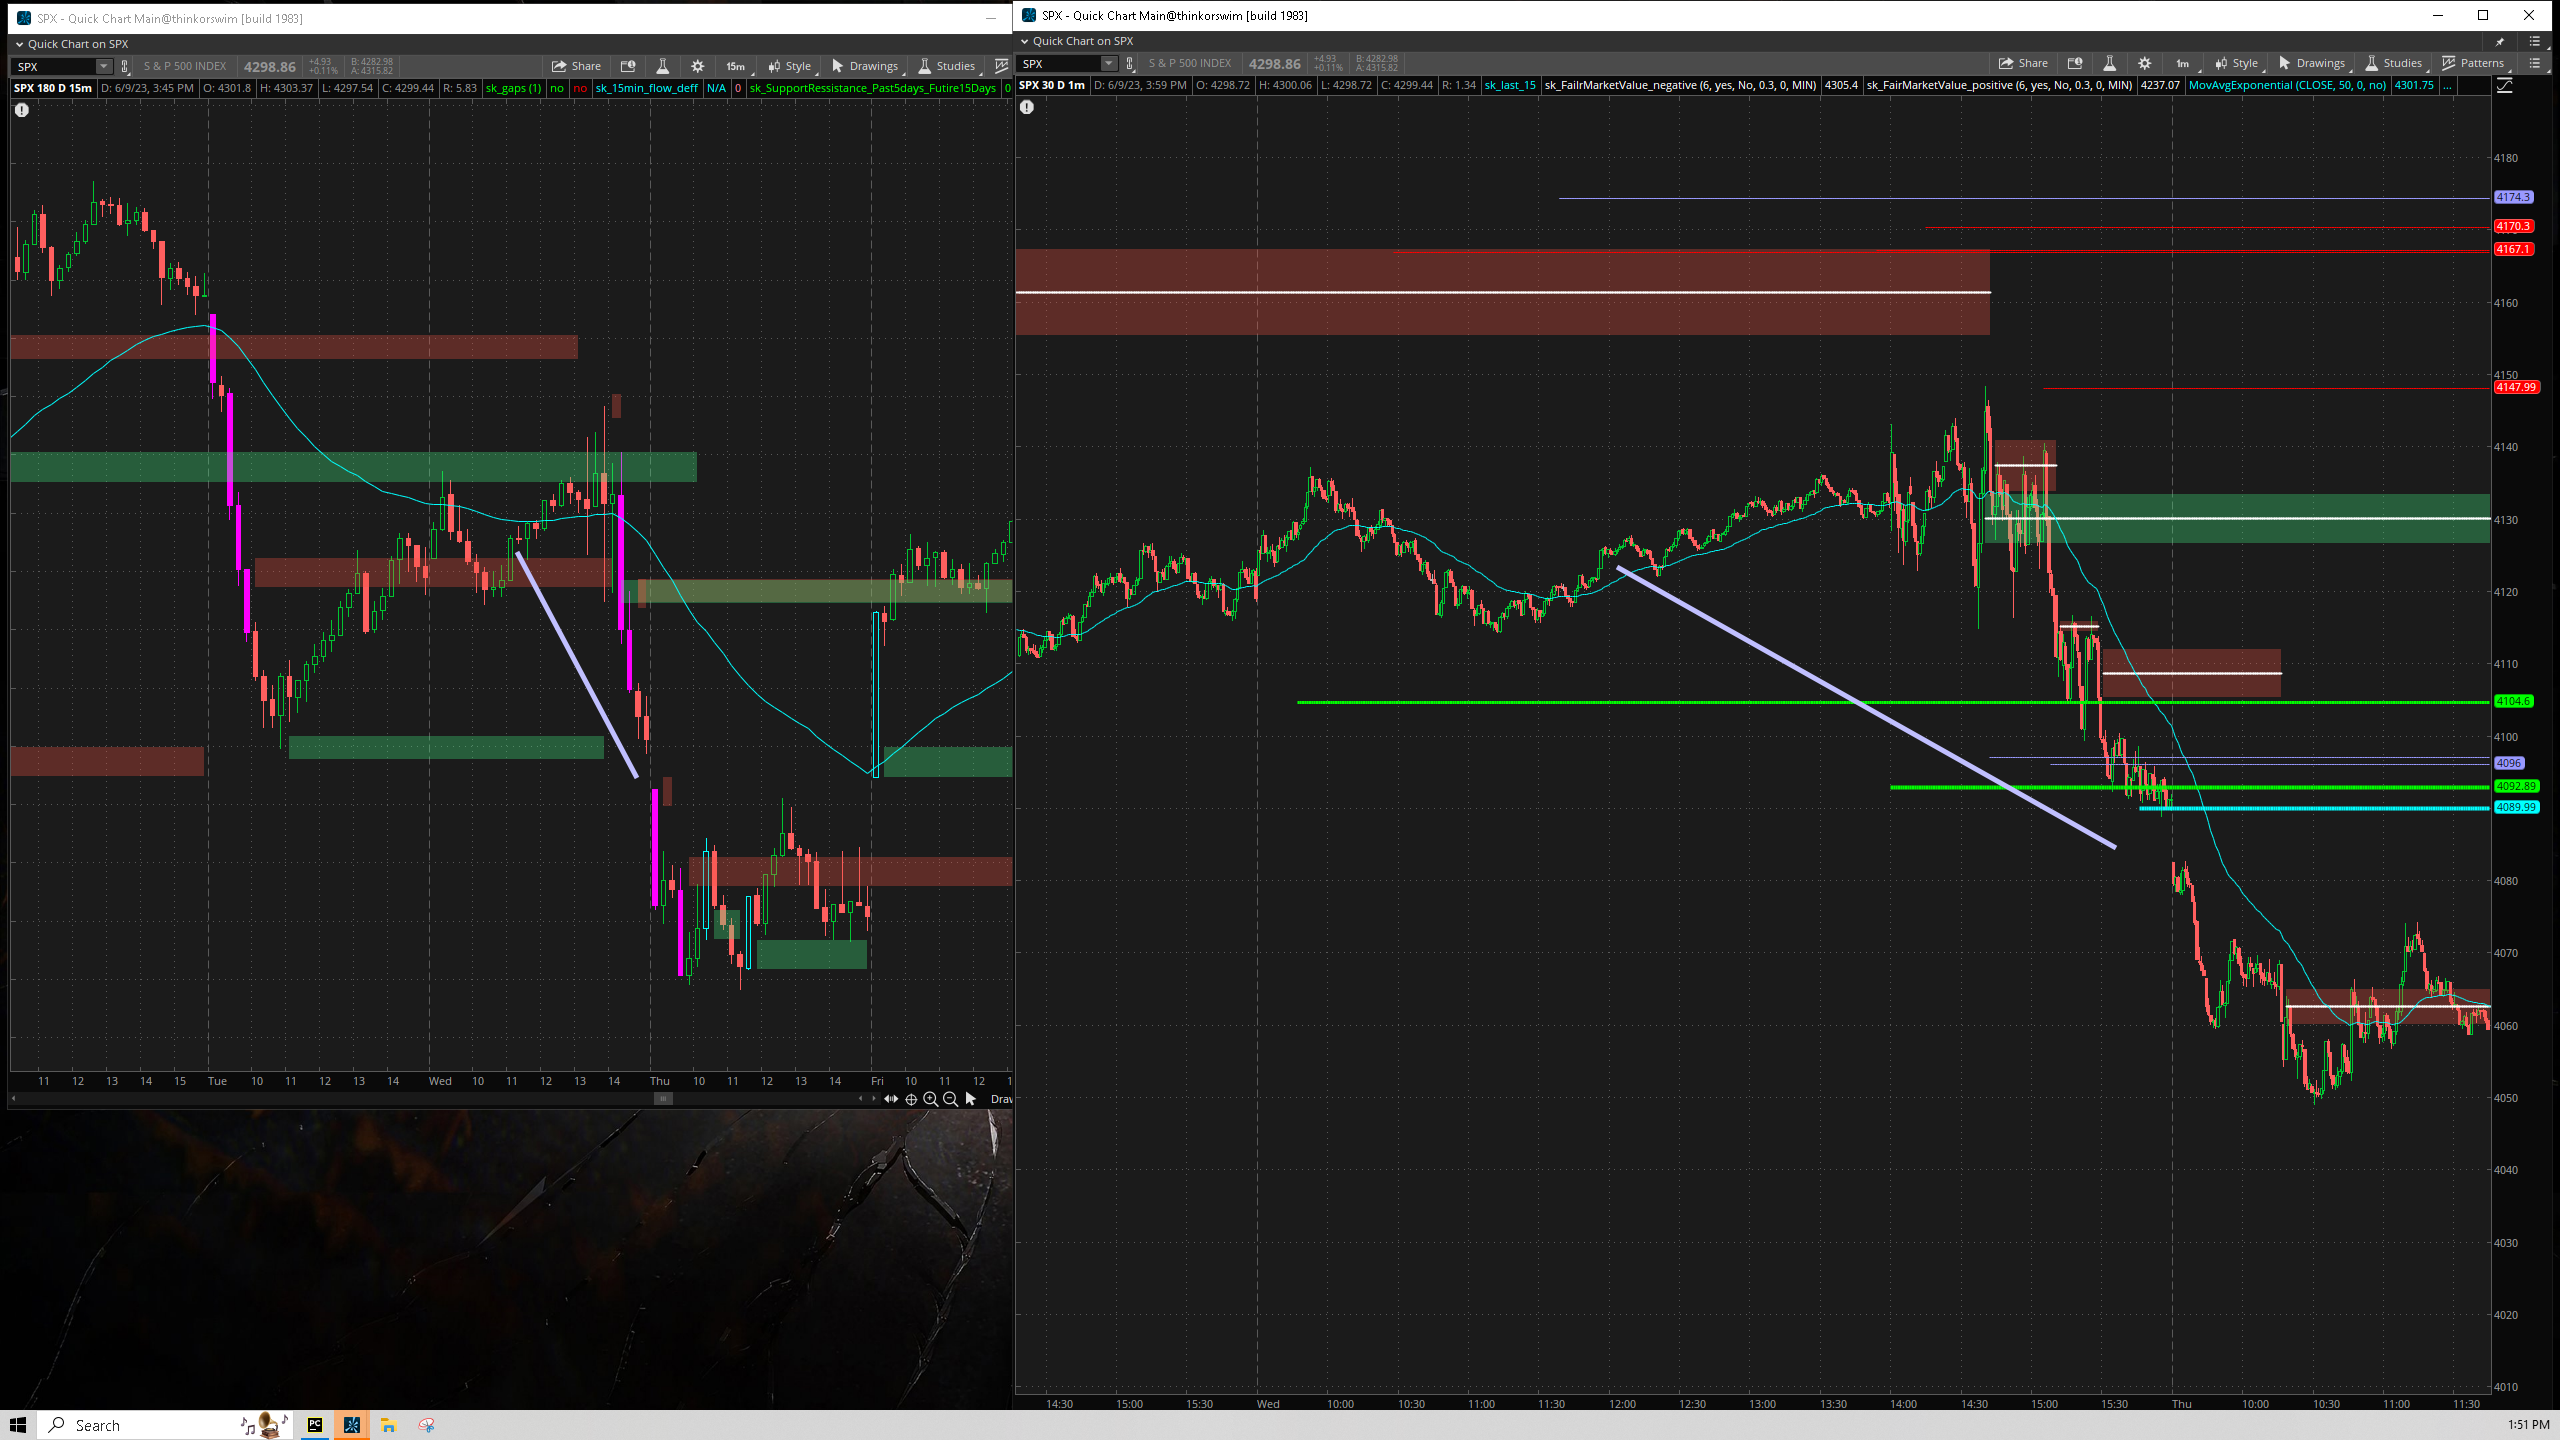 SPX - Quick Chart Main@thinkorswim [build 1983]
Quick Chart on SPX
SPX S & P 500 INDEX 4298.86 +4.93 +0.11% B: 4282.98 A: 4315.82 Share 15m Style Drawings Studies
SPX 180 D 15m D: 6/9/23, 3:45 PM O: 4301.8 H: 4303.37 L: 4297.54 C: 4299.44 R: 5.83 sk_gaps (1) no no sk_15min_flow_deff N/A 0 sk_SupportRessistance_Past5days_Futire15Days 0
11 12 13 14 15 Tue 10 11 12 13 14 Wed 10 11 12 13 14 Thu 10 11 12 13 14 Fri 10 11 12 1
Draw
SPX - Quick Chart Main@thinkorswim [build 1983]
Quick Chart on SPX
SPX S & P 500 INDEX 4298.86 +4.93 +0.11% B: 4282.98 A: 4315.82 Share 1m Style Drawings Studies Patterns
SPX 30 D 1m D: 6/9/23, 3:59 PM O: 4298.72 H: 4300.06 L: 4298.72 C: 4299.44 R: 1.34 sk_last_15 sk_FailrMarketValue_negative (6, yes, No, 0.3, 0, MIN) 4305.4 sk_FairMarketValue_positive (6, yes, No, 0.3, 0, MIN) 4237.07 MovAvgExponential (CLOSE, 50, 0, no) 4301.75 ...
4180
4174.3
4170.3
4167.1
4160
4150
4147.99
4140
4130
4120
4110
4104.6
4100
4096
4092.89
4089.99
4080
4070
4060
4050
4040
4030
4020
4010
14:30 15:00 15:30 Wed 10:00 10:30 11:00 11:30 12:00 12:30 13:00 13:30 14:00 14:30 15:00 15:30 Thu 10:00 10:30 11:00 11:30
Search PC 1:51 PM